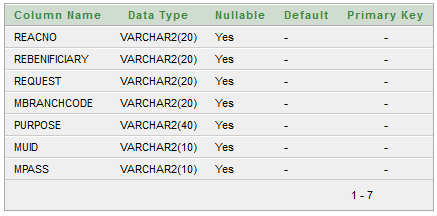 Column Name Data Type Nullable Default Primary Key
REACNO VARCHAR2(20) Yes - -
REBENIFICIARY VARCHAR2(20) Yes - -
REQUEST VARCHAR2(20) Yes - -
MBRANCHCODE VARCHAR2(20) Yes - -
PURPOSE VARCHAR2(40) Yes - -
MUID VARCHAR2(10) Yes - -
MPASS VARCHAR2(10) Yes - -
1 - 7